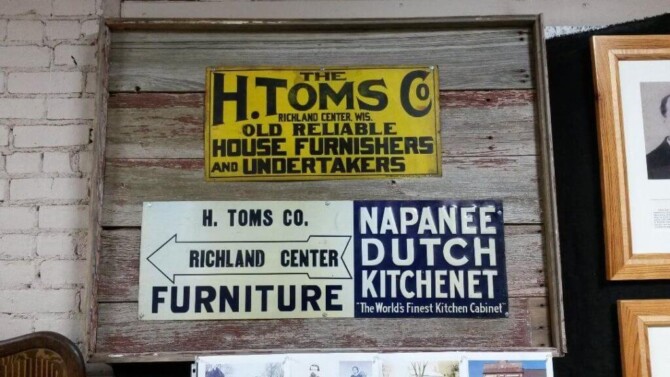 THE
H. TOMS CO
RICHLAND CENTER, WIS.
OLD RELIABLE
HOUSE FURNISHERS
AND UNDERTAKERS
H. TOMS CO.
RICHLAND CENTER
FURNITURE
NAPANEE
DUTCH
KITCHENET
"The World's Finest Kitchen Cabinet"